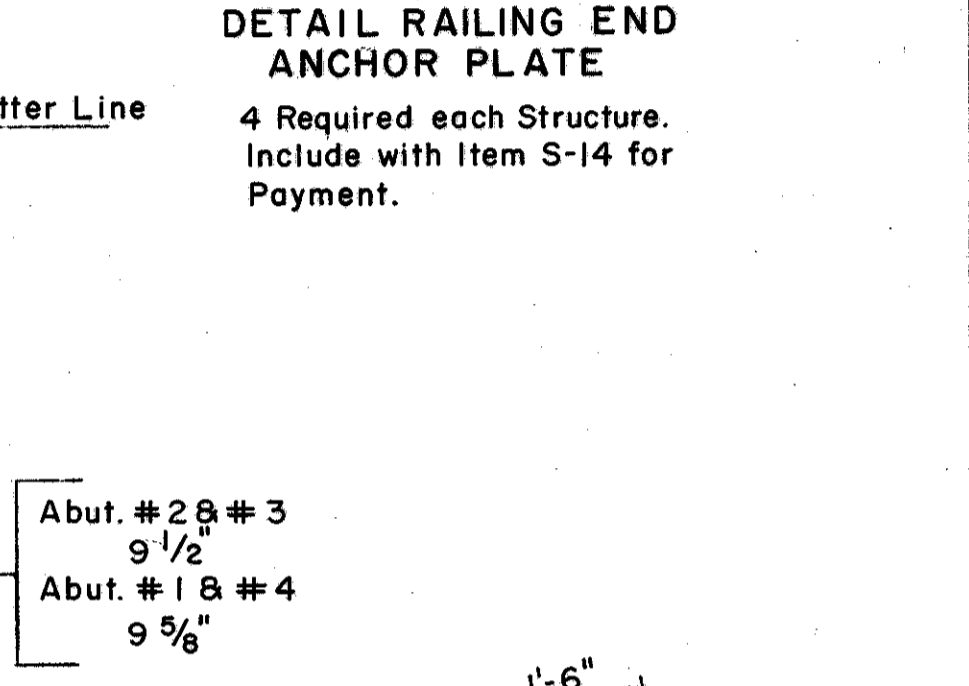 DETAIL RAILING END
ANCHOR PLATE
Line
4 Required each Structure.
Include with Item S-14 for
Payment.
Abut. #2 & #3
9 1/2"
Abut. #1 & #4
9 5/8"
1'-6"